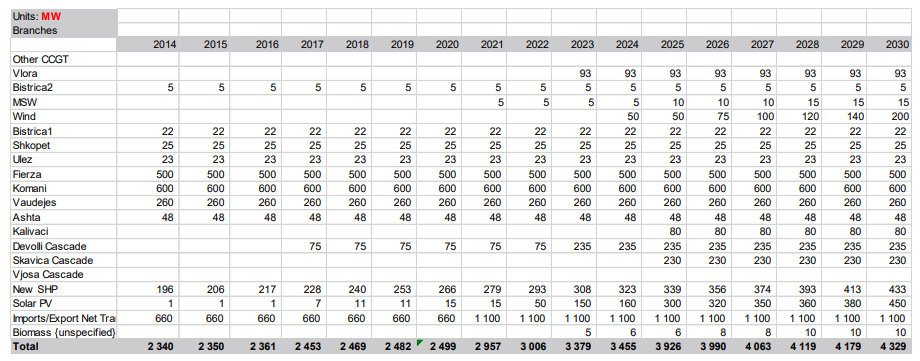 Units: MW
Branches
2014 2015 2016 2017 2018 2019 2020 2021 2022 2023 2024 2025 2026 2027 2028 2029 2030
Other CCGT
Vlora 93 93 93 93 93 93 93 93
Bistrica2 5 5 5 5 5 5 5 5 5 5 5 5 5 5 5 5 5
MSW 5 5 5 5 10 10 10 15 15 15
Wind 50 50 75 100 120 140 200
Bistrica1 22 22 22 22 22 22 22 22 22 22 22 22 22 22 22 22 22
Shkopet 25 25 25 25 25 25 25 25 25 25 25 25 25 25 25 25 25
Ulez 23 23 23 23 23 23 23 23 23 23 23 23 23 23 23 23 23
Fierza 500 500 500 500 500 500 500 500 500 500 500 500 500 500 500 500 500
Komani 600 600 600 600 600 600 600 600 600 600 600 600 600 600 600 600 600
Vaudejes 260 260 260 260 260 260 260 260 260 260 260 260 260 260 260 260 260
Ashta 48 48 48 48 48 48 48 48 48 48 48 48 48 48 48 48 48
Kalivaci 80 80 80 80 80 80
Devolli Cascade 75 75 75 75 75 75 235 235 235 235 235 235 235 235
Skavica Cascade 230 230 230 230 230 230
Vjosa Cascade
New SHP 196 206 217 228 240 253 266 279 293 308 323 339 356 374 393 413 433
Solar PV 1 1 1 7 11 11 15 15 50 150 160 300 320 350 360 380 450
Imports/Export Net Tra 660 660 660 660 660 660 660 1 100 1 100 1 100 1 100 1 100 1 100 1 100 1 100 1 100 1 100
Biomass {unspecified} 5 6 6 8 8 10 10 10
Total 2 340 2 350 2 361 2 453 2 469 2 482 2 499 2 957 3 006 3 379 3 455 3 926 3 990 4 063 4 119 4 179 4 329